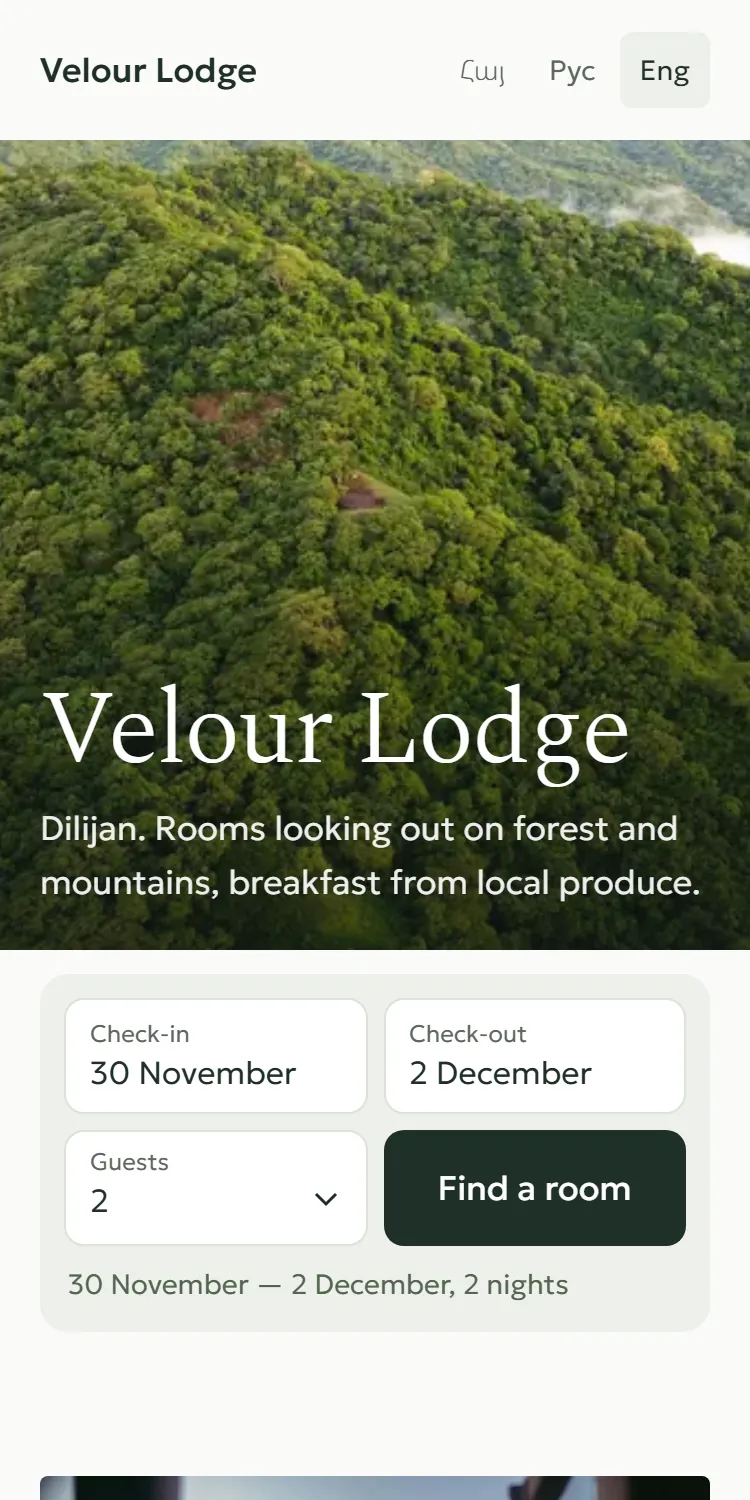 Velour Lodge
Հայ
Рус
Eng
Velour Lodge
Dilijan. Rooms looking out on forest and
mountains, breakfast from local produce.
Check-in
30 November
Check-out
2 December
Guests
2
Find a room
30 November — 2 December, 2 nights